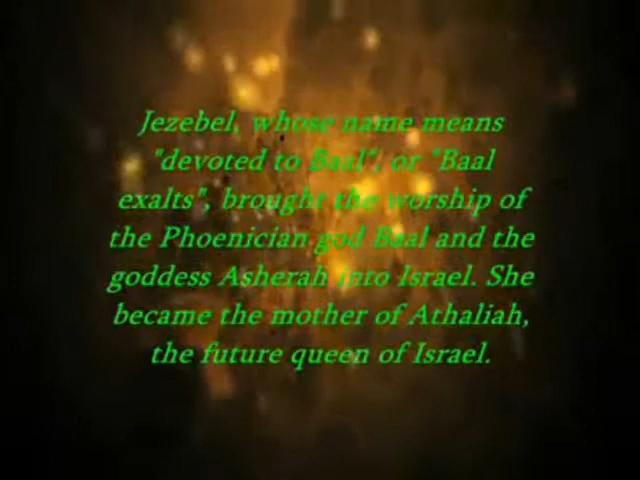 Jezebel, whose name means
"devoted to Baal", or "Baal
exalts", brought the worship of
the Phoenician god Baal and the
goddess Asherah into Israel. She
became the mother of Athaliah,
the future queen of Israel.